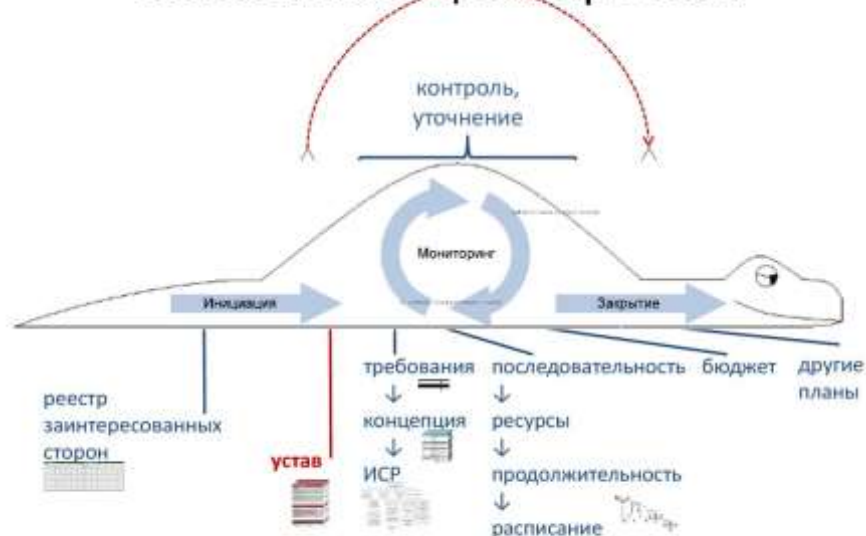 контроль,
уточнение
Мониторинг
Инициация
Закрытие
требования
последовательность
бюджет
другие
планы
реестр
заинтересованных
сторон
концепция
ресурсы
устав
ИСР
продолжительность
расписание